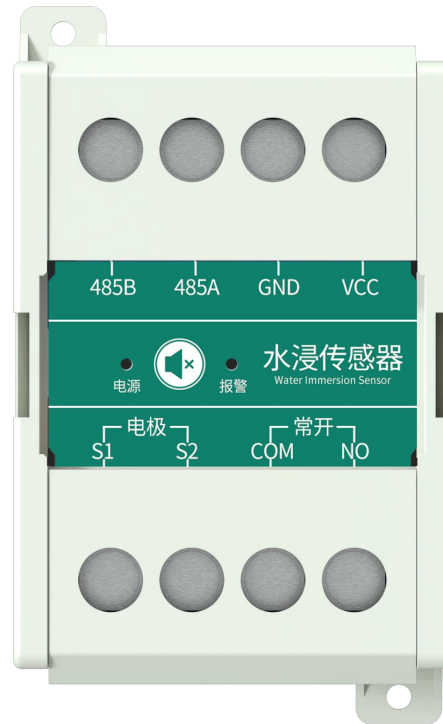 485B 485A GND VCC
水浸传感器
Water Immersion Sensor
电源 报警
电极 常开
S1 S2 COM NO